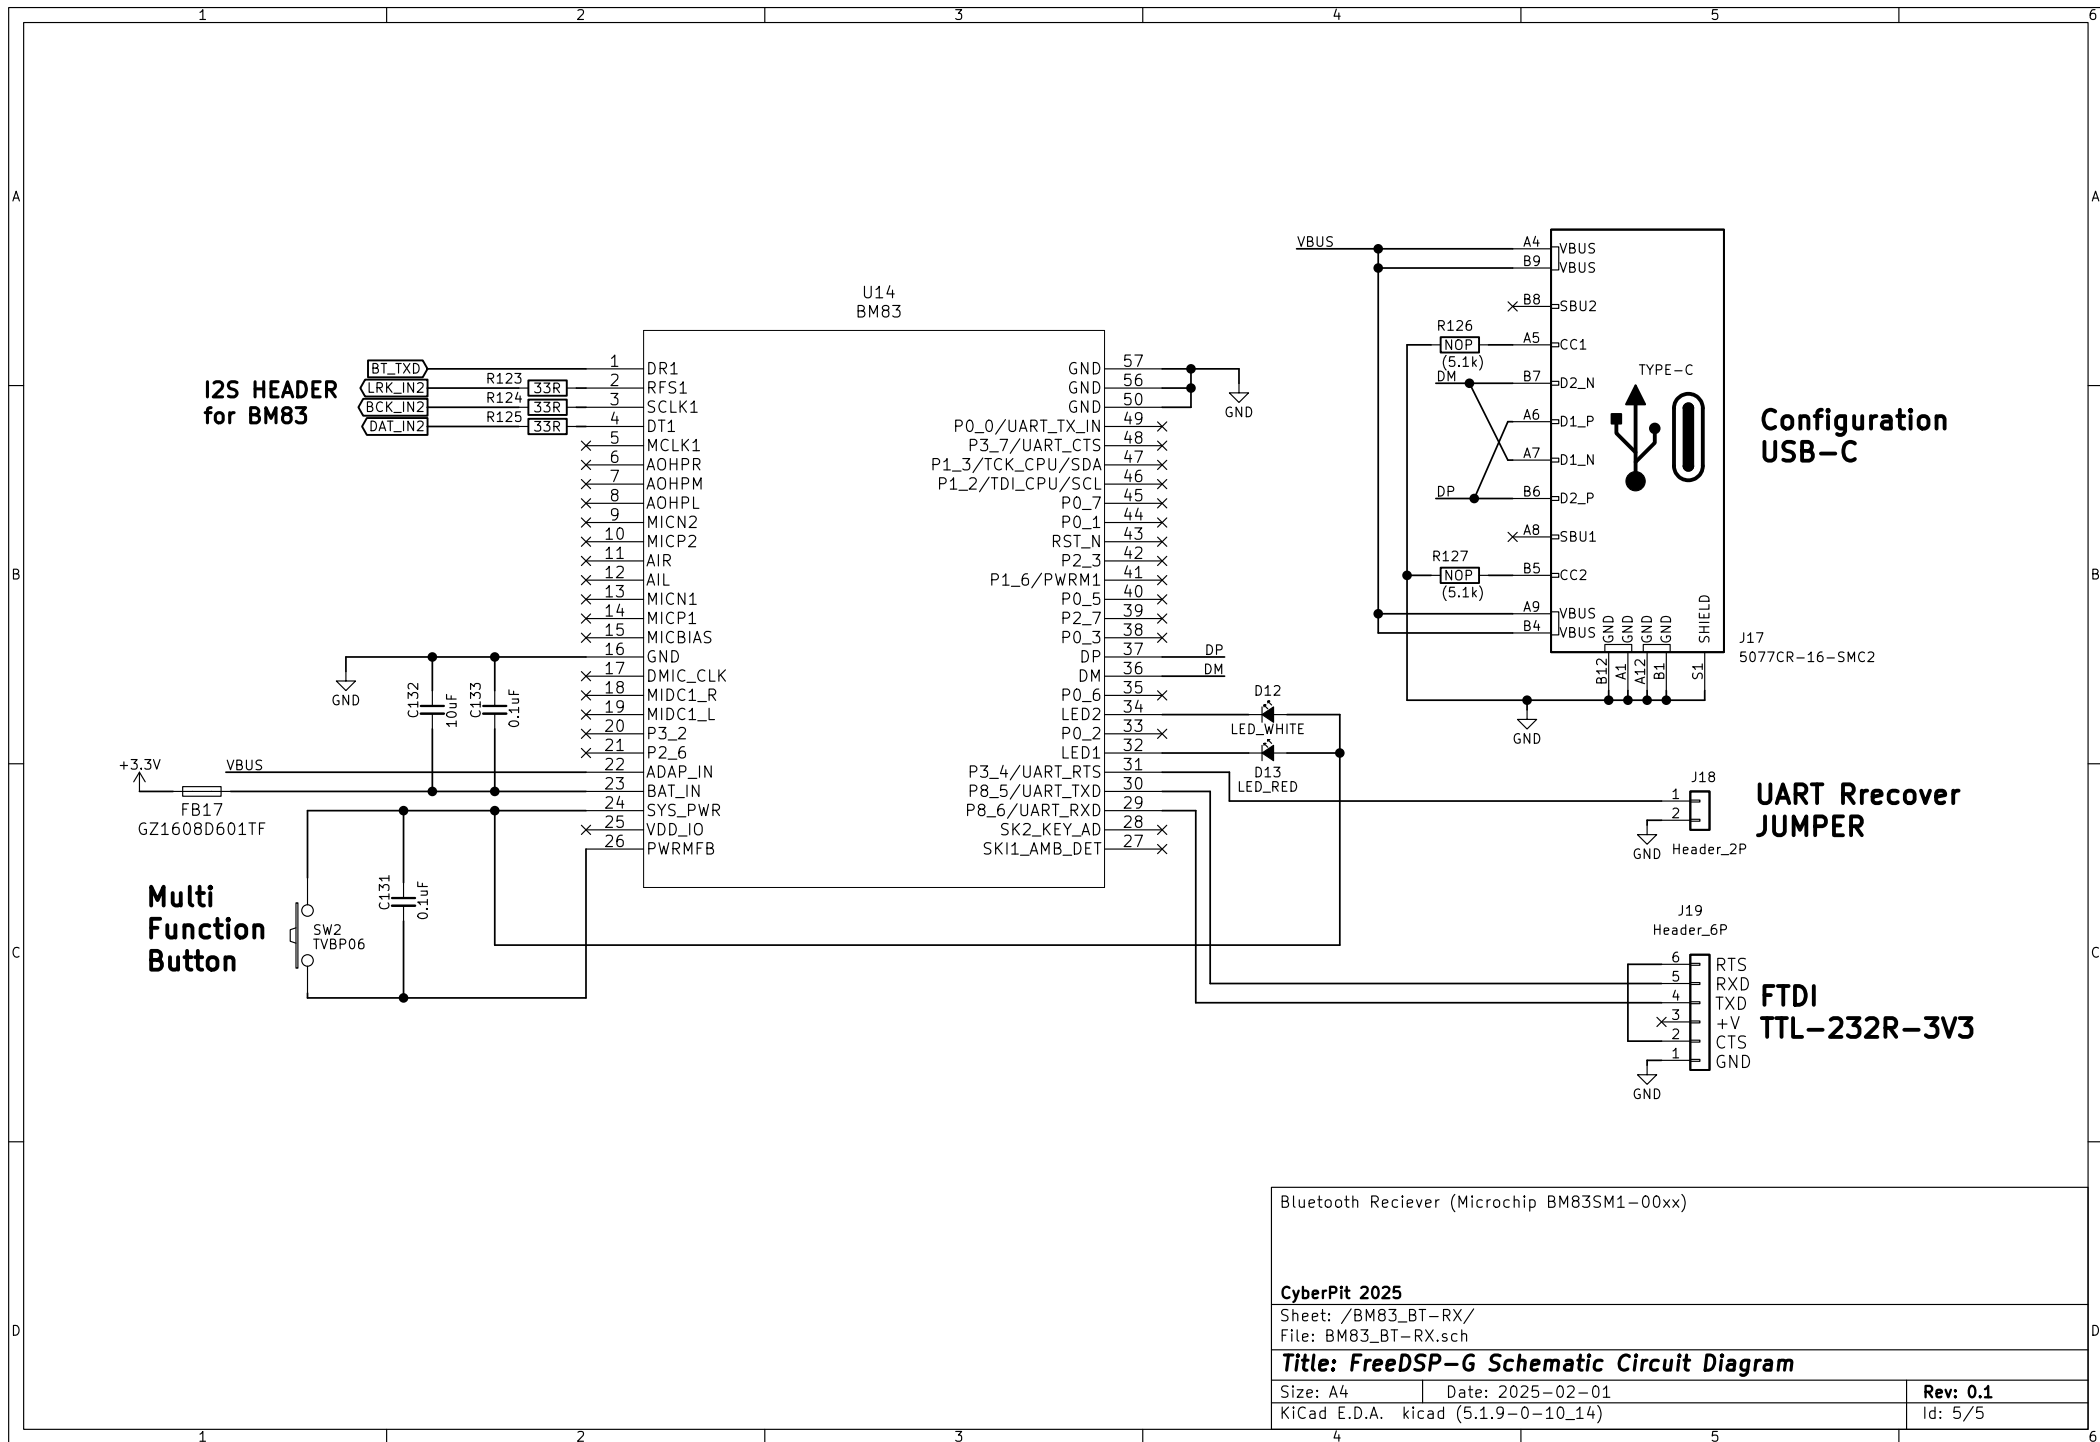 1 2 3 4 5 6
A A
B B
C C
D D
I2S HEADER
for BM83
BT_TXD
LRK_IN2
BCK_IN2
DAT_IN2
R123 33R
R124 33R
R125 33R
U14
BM83
1 DR1
2 RFS1
3 SCLK1
4 DT1
5 MCLK1
6 AOHPR
7 AOHPM
8 AOHPL
9 MICN2
10 MICP2
11 AIR
12 AIL
13 MICN1
14 MICP1
15 MICBIAS
16 GND
17 DMIC_CLK
18 MIDC1_R
19 MIDC1_L
20 P3_2
21 P2_6
22 ADAP_IN
23 BAT_IN
24 SYS_PWR
25 VDD_IO
26 PWRMFB
GND 57
GND 56
GND 50
P0_0/UART_TX_IN 49
P3_7/UART_CTS 48
P1_3/TCK_CPU/SDA 47
P1_2/TDI_CPU/SCL 46
P0_7 45
P0_1 44
RST_N 43
P2_3 42
P1_6/PWRM1 41
P0_5 40
P2_7 39
P0_3 38
DP 37 DP
DM 36 DM
P0_6 35
LED2 34
P0_2 33
LED1 32
P3_4/UART_RTS 31
P8_5/UART_TXD 30
P8_6/UART_RXD 29
SK2_KEY_AD 28
SKI1_AMB_DET 27
GND
GND
C132
10uF
C133
0.1uF
+3.3V
VBUS
FB17
GZ1608D601TF
C131
0.1uF
Multi
Function
Button
SW2
TVBP06
D12
LED_WHITE
D13
LED_RED
VBUS
A4 VBUS
B9 VBUS
B8 SBU2
R126
NOP
(5.1k)
A5 CC1
DM
B7 D2_N
A6 D1_P
A7 D1_N
DP
B6 D2_P
A8 SBU1
R127
NOP
(5.1k)
B5 CC2
A9 VBUS
B4 VBUS
TYPE-C
GND GND GND GND SHIELD
B12 A1 A12 B1 S1
GND
J17
5077CR-16-SMC2
Configuration
USB-C
J18
1
2
GND
Header_2P
UART Rrecover
JUMPER
J19
Header_6P
6 RTS
5 RXD
4 TXD
3 +V
2 CTS
1 GND
GND
FTDI
TTL-232R-3V3
Bluetooth Reciever (Microchip BM83SM1-00xx)
CyberPit 2025
Sheet: /BM83_BT-RX/
File: BM83_BT-RX.sch
Title: FreeDSP-G Schematic Circuit Diagram
Size: A4 Date: 2025-02-01 Rev: 0.1
KiCad E.D.A. kicad (5.1.9-0-10_14) Id: 5/5
1 2 3 4 5 6